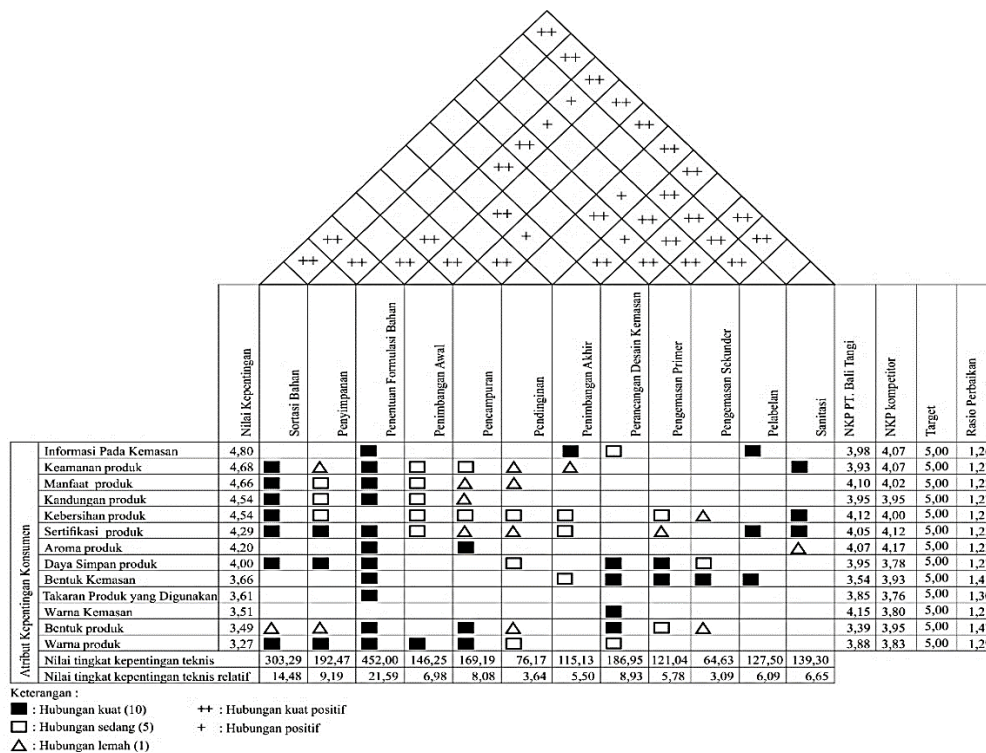 ++
++
++
++
+ ++
+ ++
++ ++
++ ++
+ ++
++ ++ ++ ++
++ ++ + + ++ ++ ++
++ ++ ++ ++ ++ ++ ++ ++ ++
Nilai Kepentingan
Sortasi Bahan
Penyimpanan
Penentuan Formulasi Bahan
Penimbangan Awal
Pencampuran
Pendinginan
Penimbangan Akhir
Perancangan Desain Kemasan
Pengemasan Primer
Pengemasan Sekunder
Pelabelan
Sanitasi
NKP PT. Bali Tangi
NKP kompetitor
Target
Rasio Perbaikan
Atribut Kepentingan Konsumen
Informasi Pada Kemasan 4,80 3,98 4,07 5,00
Keamanan produk 4,68 3,93 4,07 5,00
Manfaat produk 4,66 4,10 4,02 5,00
Kandungan produk 4,54 3,95 3,95 5,00
Kebersihan produk 4,54 4,12 4,00 5,00
Sertifikasi produk 4,29 4,05 4,12 5,00
Aroma produk 4,20 4,07 4,17 5,00
Daya Simpan produk 4,00 3,95 3,78 5,00
Bentuk Kemasan 3,66 3,54 3,93 5,00
Takaran Produk yang Digunakan 3,61 3,85 3,76 5,00
Warna Kemasan 3,51 4,15 3,80 5,00
Bentuk produk 3,49 3,39 3,95 5,00
Warna produk 3,27 3,88 3,83 5,00
Nilai tingkat kepentingan teknis 303,29 192,47 452,00 146,25 169,19 76,17 115,13 186,95 121,04 64,63 127,50 139,30
Nilai tingkat kepentingan teknis relatif 14,48 9,19 21,59 6,98 8,08 3,64 5,50 8,93 5,78 3,09 6,09 6,65
Keterangan :
: Hubungan kuat (10) ++ : Hubungan kuat positif
: Hubungan sedang (5) + : Hubungan positif
: Hubungan lemah (1)